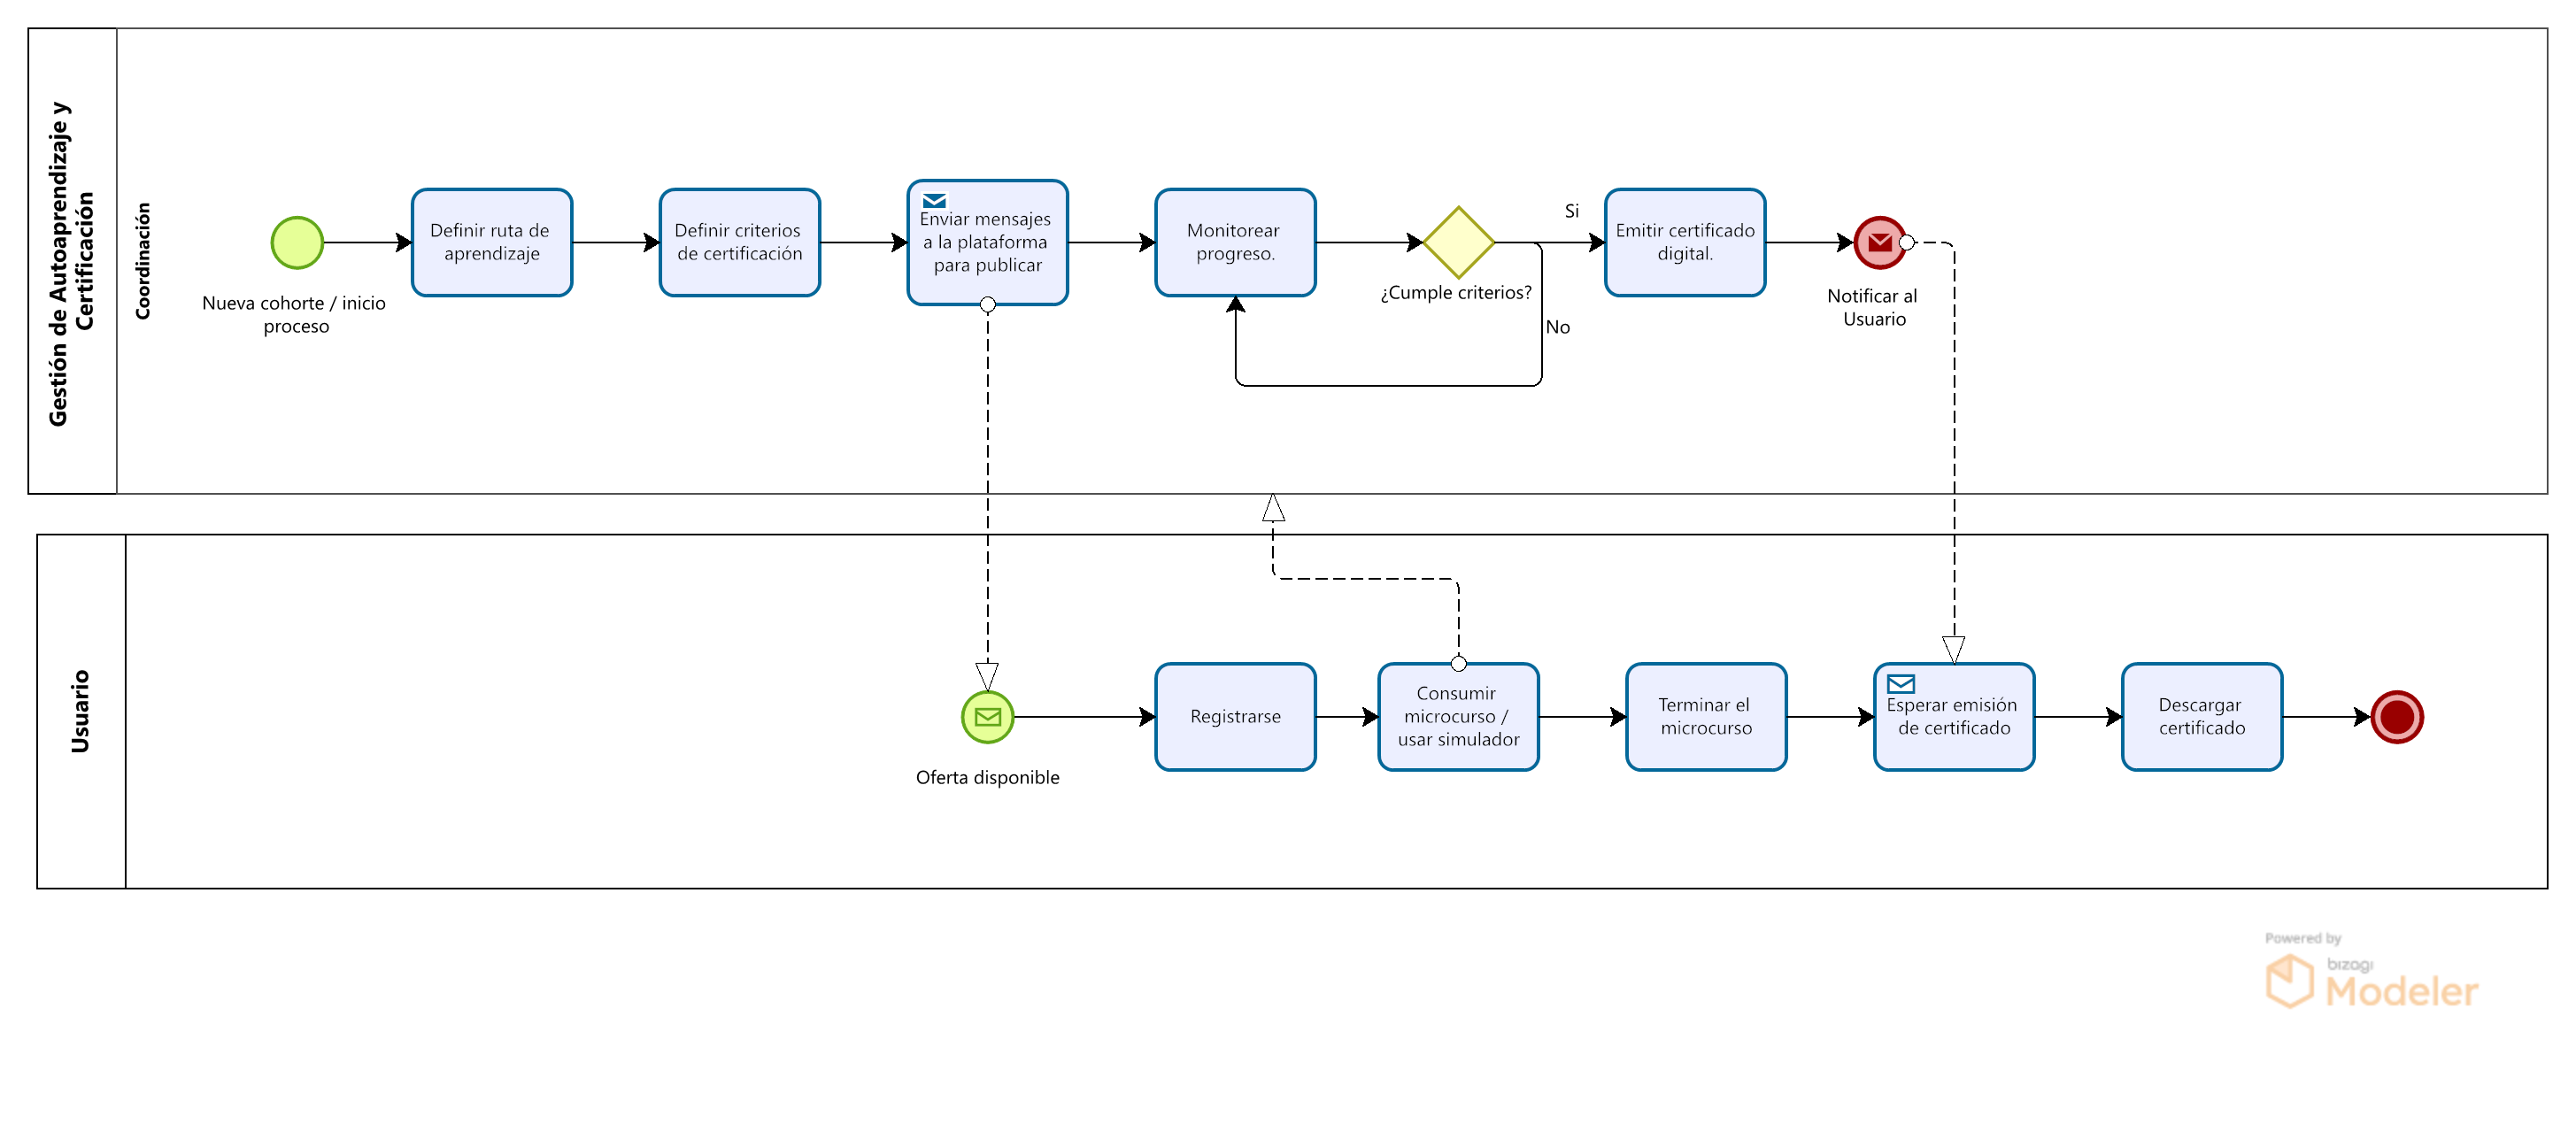 Gestión de Autoaprendizaje y
Certificación
Coordinación
Nueva cohorte / inicio
proceso
Definir ruta de
aprendizaje
Definir criterios
de certificación
Enviar mensajes
a la plataforma
para publicar
Monitorear
progreso.
¿Cumple criterios?
Si
No
Emitir certificado
digital.
Notificar al
Usuario
Usuario
Oferta disponible
Registrarse
Consumir
microcurso /
usar simulador
Terminar el
microcurso
Esperar emisión
de certificado
Descargar
certificado
Powered by
bizagi
Modeler